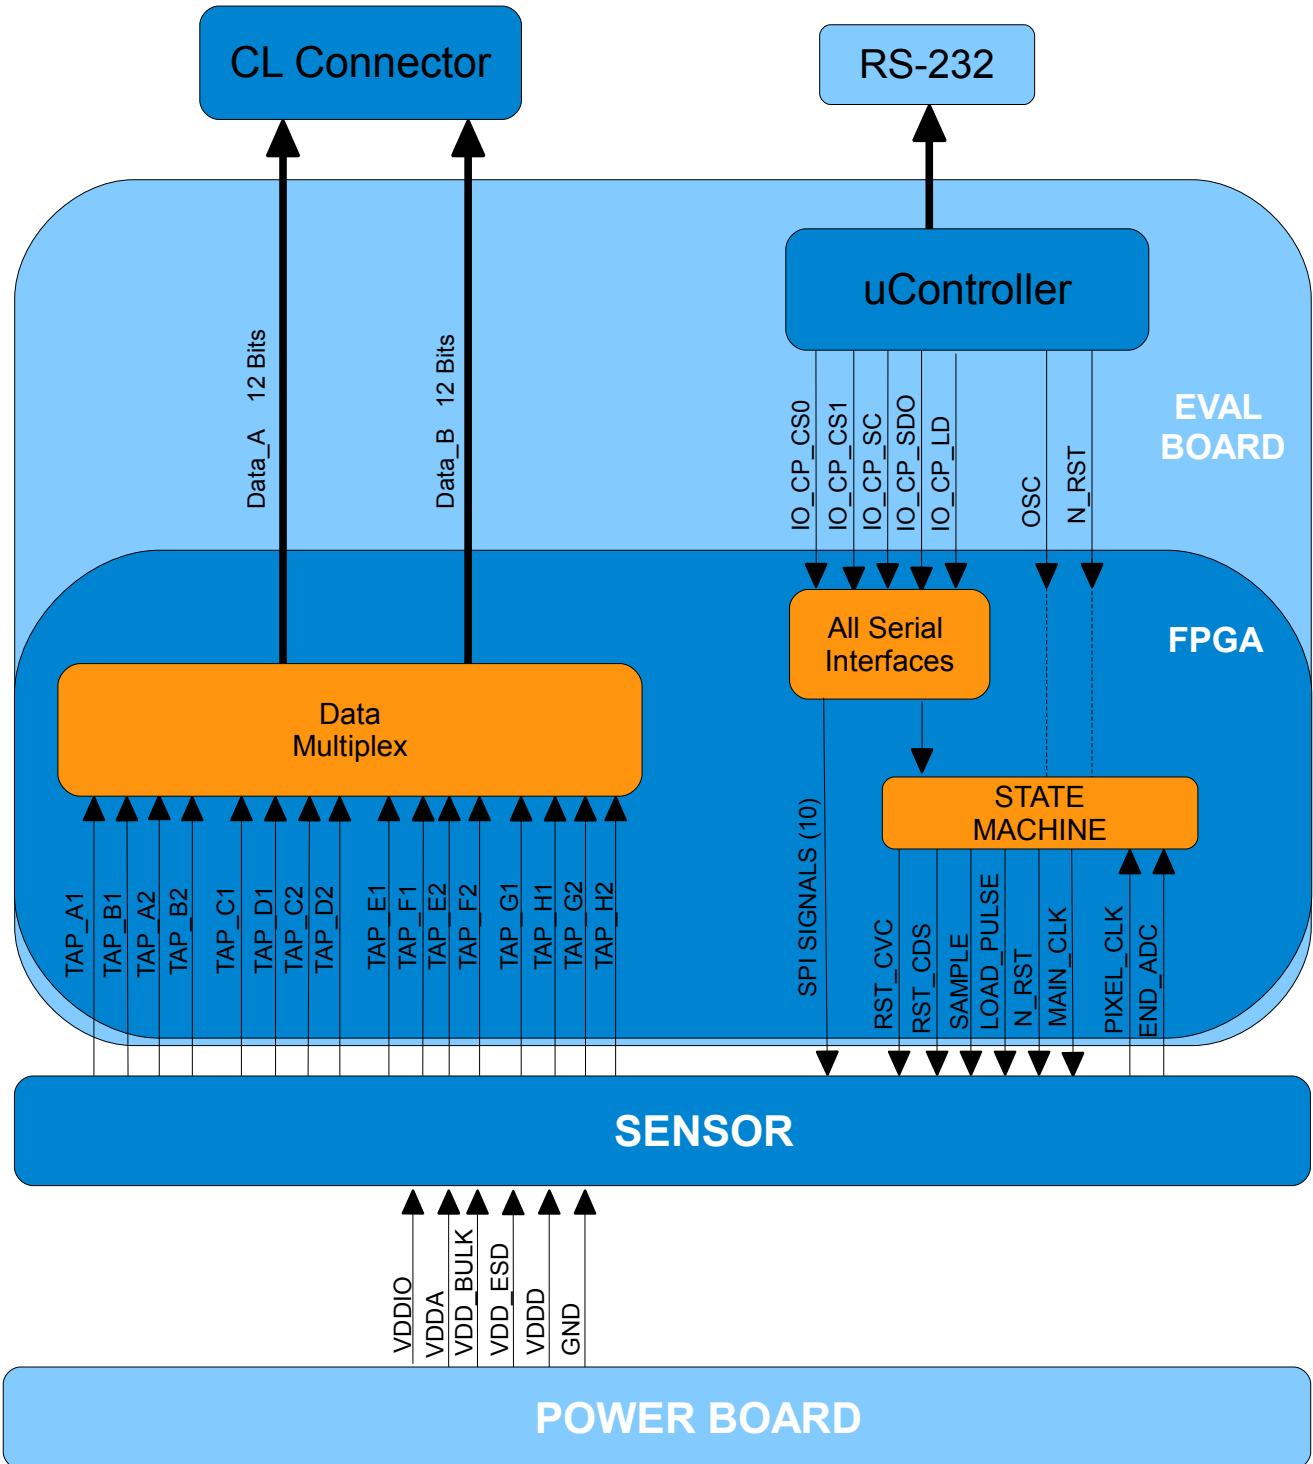 CL Connector
RS-232
uController
Data_A 12 Bits
Data_B 12 Bits
IO_CP_CS0
IO_CP_CS1
IO_CP_SC
IO_CP_SDO
IO_CP_LD
OSC
N_RST
EVAL
BOARD
All Serial
Interfaces
FPGA
Data
Multiplex
STATE
MACHINE
TAP_A1
TAP_B1
TAP_A2
TAP_B2
TAP_C1
TAP_D1
TAP_C2
TAP_D2
TAP_E1
TAP_F1
TAP_E2
TAP_F2
TAP_G1
TAP_H1
TAP_G2
TAP_H2
SPI SIGNALS (10)
RST_CVC
RST_CDS
SAMPLE
LOAD_PULSE
N_RST
MAIN_CLK
PIXEL_CLK
END_ADC
SENSOR
VDDIO
VDDA
VDD_BULK
VDD_ESD
VDDD
GND
POWER BOARD